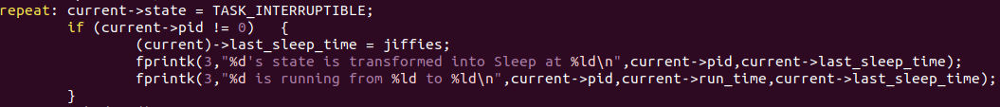 repeat: current->state = TASK_INTERRUPTIBLE;
if (current->pid != 0) {
(current)->last_sleep_time = jiffies;
fprintk(3,"%d's state is transformed into Sleep at %ld\n",current->pid,current->last_sleep_time);
fprintk(3,"%d is running from %ld to %ld\n",current->pid,current->run_time,current->last_sleep_time);
}